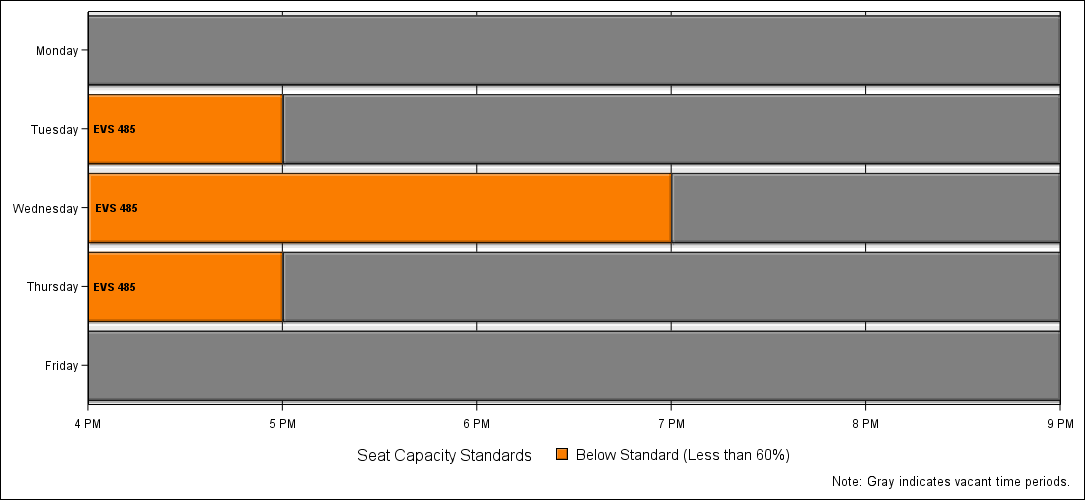 Monday
Tuesday
EVS 485
Wednesday
EVS 485
Thursday
EVS 485
Friday
4 PM 5 PM 6 PM 7 PM 8 PM 9 PM
Seat Capacity Standards Below Standard (Less than 60%)
Note: Gray indicates vacant time periods.